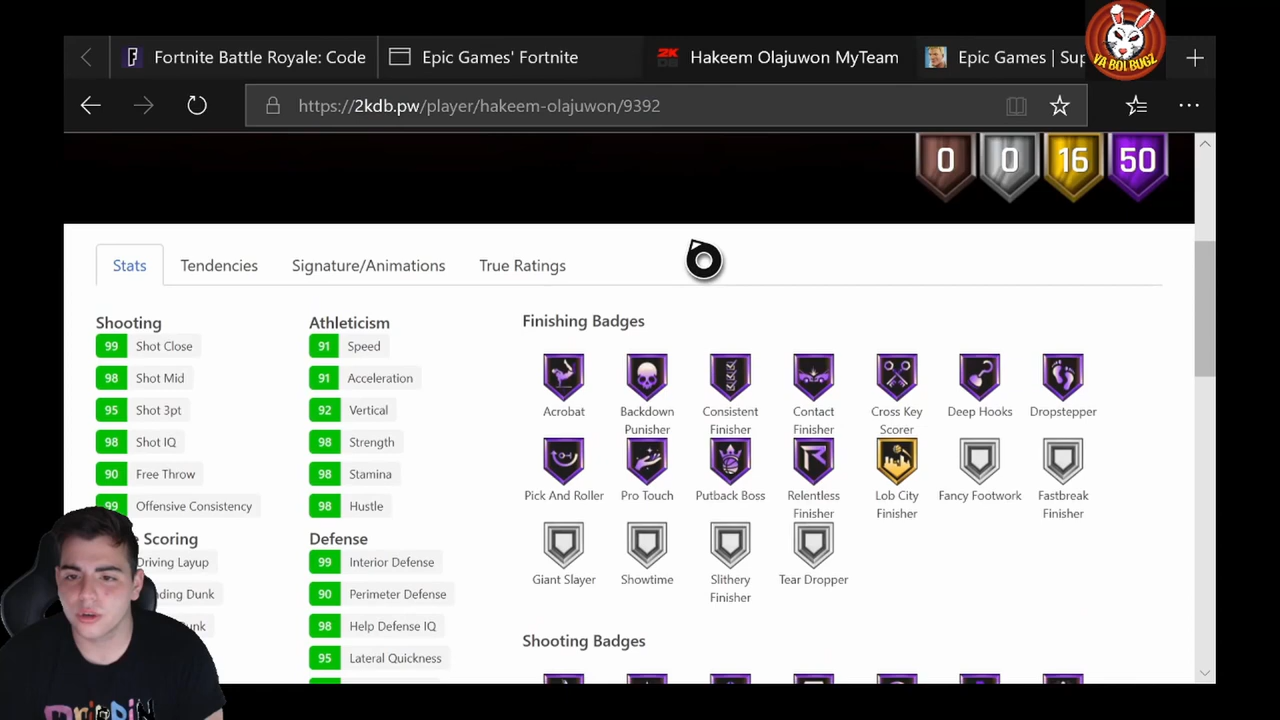 Fortnite Battle Royale: Code
Epic Games' Fortnite
2K DB
Hakeem Olajuwon MyTeam
Epic Games | Sup
YA BOI BUGZ
https://2kdb.pw/player/hakeem-olajuwon/9392
0 0 16 50
Stats Tendencies Signature/Animations True Ratings
Shooting
99 Shot Close
98 Shot Mid
95 Shot 3pt
98 Shot IQ
90 Free Throw
99 Offensive Consistency
Scoring
Driving Layup
Dunk
Athleticism
91 Speed
91 Acceleration
92 Vertical
98 Strength
98 Stamina
98 Hustle
Defense
99 Interior Defense
90 Perimeter Defense
98 Help Defense IQ
95 Lateral Quickness
Finishing Badges
Acrobat
Backdown Punisher
Consistent Finisher
Contact Finisher
Cross Key Scorer
Deep Hooks
Dropstepper
Pick And Roller
Pro Touch
Putback Boss
Relentless Finisher
Lob City Finisher
Fancy Footwork
Fastbreak Finisher
Giant Slayer
Showtime
Slithery Finisher
Tear Dropper
Shooting Badges